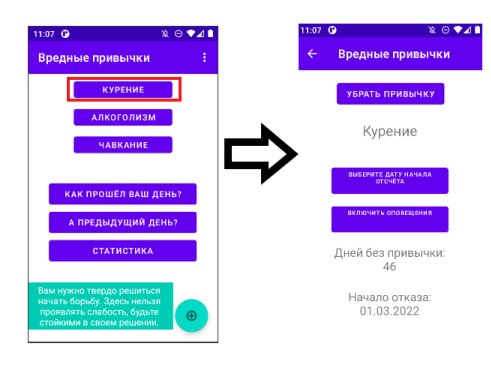 11:07
Вредные привычки
КУРЕНИЕ
АЛКОГОЛИЗМ
ЧАВКАНИЕ
КАК ПРОШЁЛ ВАШ ДЕНЬ?
А ПРЕДЫДУЩИЙ ДЕНЬ?
СТАТИСТИКА
Вам нужно твердо решиться
начать борьбу. Здесь нельзя
проявлять слабость, будьте
стойкими в своем решении.
11:07
Вредные привычки
УБРАТЬ ПРИВЫЧКУ
Курение
ВЫБЕРИТЕ ДАТУ НАЧАЛА
ОТСЧЁТА
ВКЛЮЧИТЬ ОПОВЕЩЕНИЯ
Дней без привычки:
46
Начало отказа:
01.03.2022